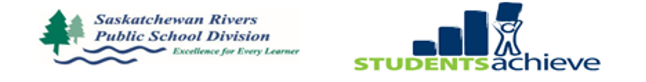 Saskatchewan Rivers
Public School Division
Excellence for Every Learner
STUDENTSachieve